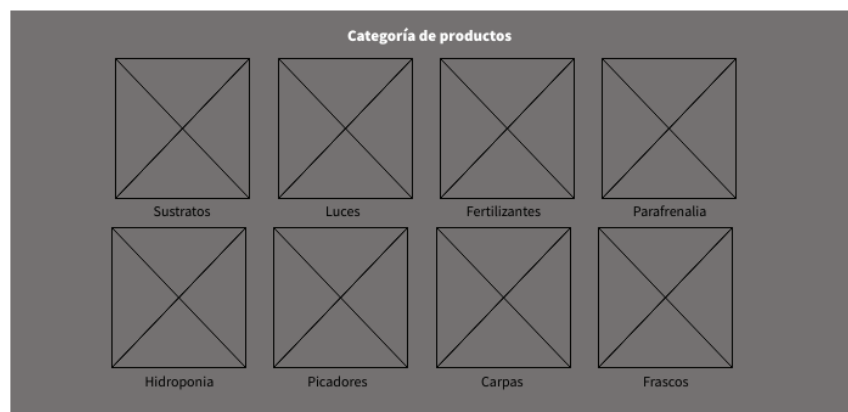 Categoría de productos
Sustratos Luces Fertilizantes Parafrenalia
Hidroponia Picadores Carpas Frascos